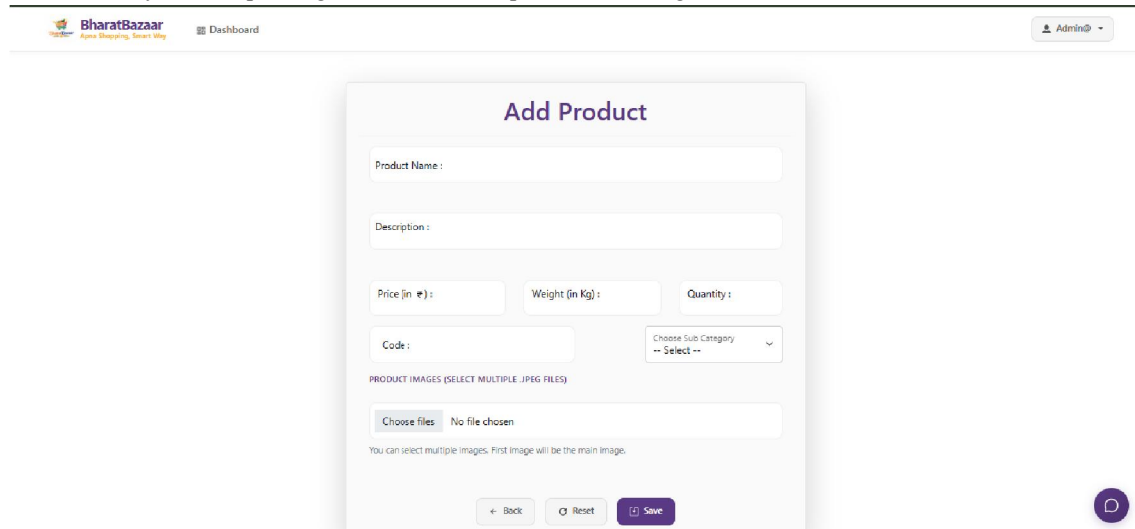 BharatBazaar
Apna Shopping, Smart Way
Dashboard
Admin@
Add Product
Product Name :
Description :
Price (in ₹) :
Weight (in Kg) :
Quantity :
Code :
Choose Sub Category
-- Select --
PRODUCT IMAGES (SELECT MULTIPLE .JPEG FILES)
Choose files No file chosen
You can select multiple images. First image will be the main image.
← Back
Reset
Save